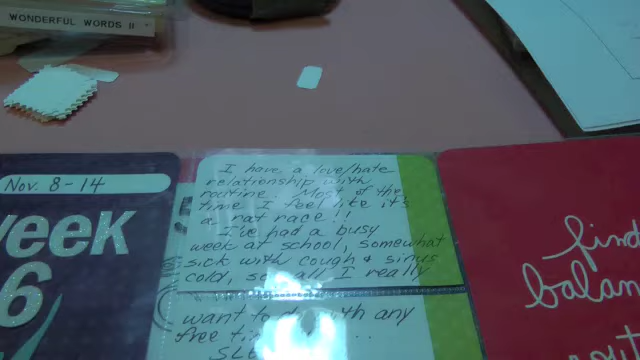 WONDERFUL WORDS II
Nov. 8-14
week
6
I have a love/hate
relationship with
routine. Most of the
time I feel like it's
a rat race!!
I've had a busy
week at school, somewhat
sick with cough & sinus
cold, so all I really
want to do with any
free
find
balan